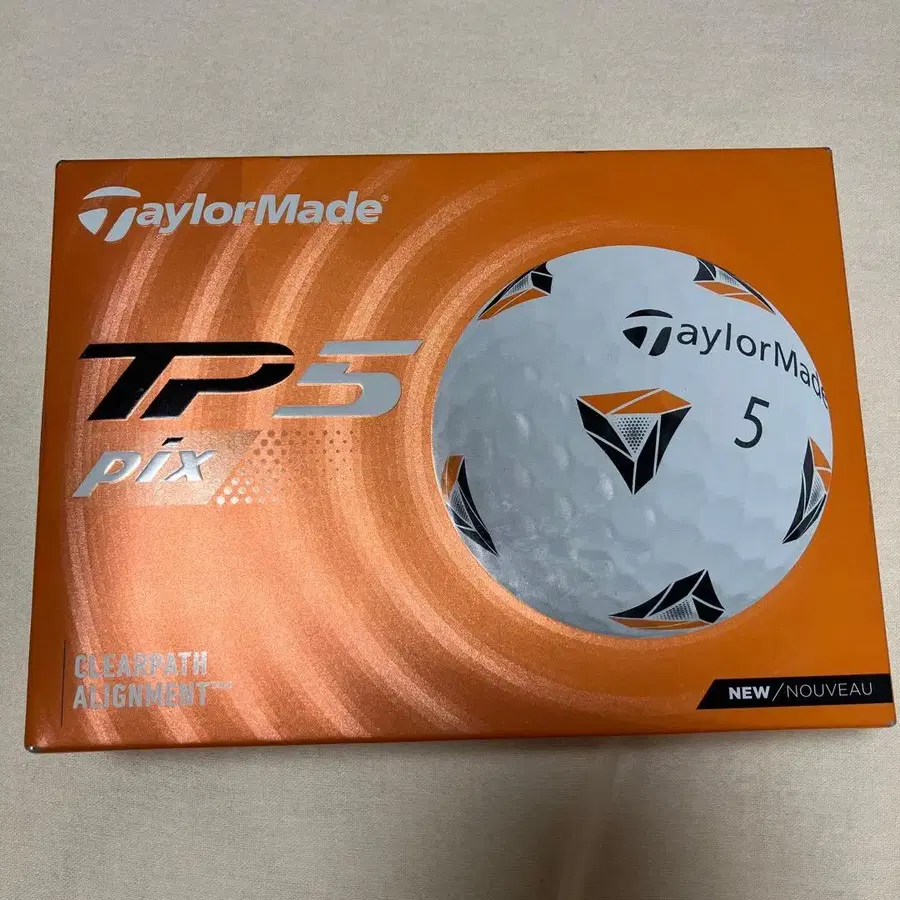 TaylorMade®
TP5
pix
CLEARPATH
ALIGNMENT™
TaylorMade
5
NEW/NOUVEAU